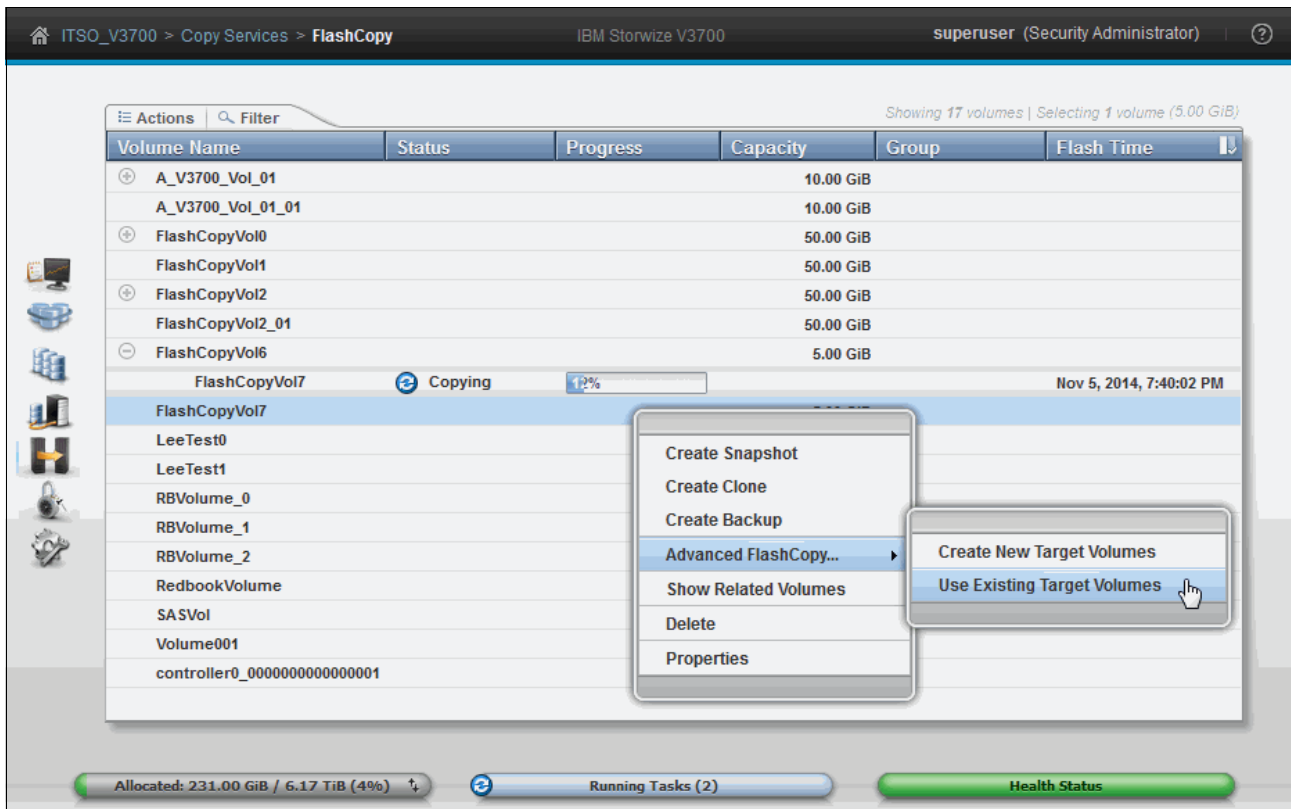 ITSO_V3700 > Copy Services > FlashCopy IBM Storwize V3700 superuser (Security Administrator) ?
Actions Filter Showing 17 volumes | Selecting 1 volume (5.00 GiB)
Volume Name Status Progress Capacity Group Flash Time
A_V3700_Vol_01 10.00 GiB
A_V3700_Vol_01_01 10.00 GiB
FlashCopyVol0 50.00 GiB
FlashCopyVol1 50.00 GiB
FlashCopyVol2 50.00 GiB
FlashCopyVol2_01 50.00 GiB
FlashCopyVol6 5.00 GiB
FlashCopyVol7 Copying 12% Nov 5, 2014, 7:40:02 PM
FlashCopyVol7
LeeTest0
LeeTest1
RBVolume_0
RBVolume_1
RBVolume_2
RedbookVolume
SASVol
Volume001
controller0_0000000000000001
Create Snapshot
Create Clone
Create Backup
Advanced FlashCopy...
Show Related Volumes
Delete
Properties
Create New Target Volumes
Use Existing Target Volumes
Allocated: 231.00 GiB / 6.17 TiB (4%) Running Tasks (2) Health Status